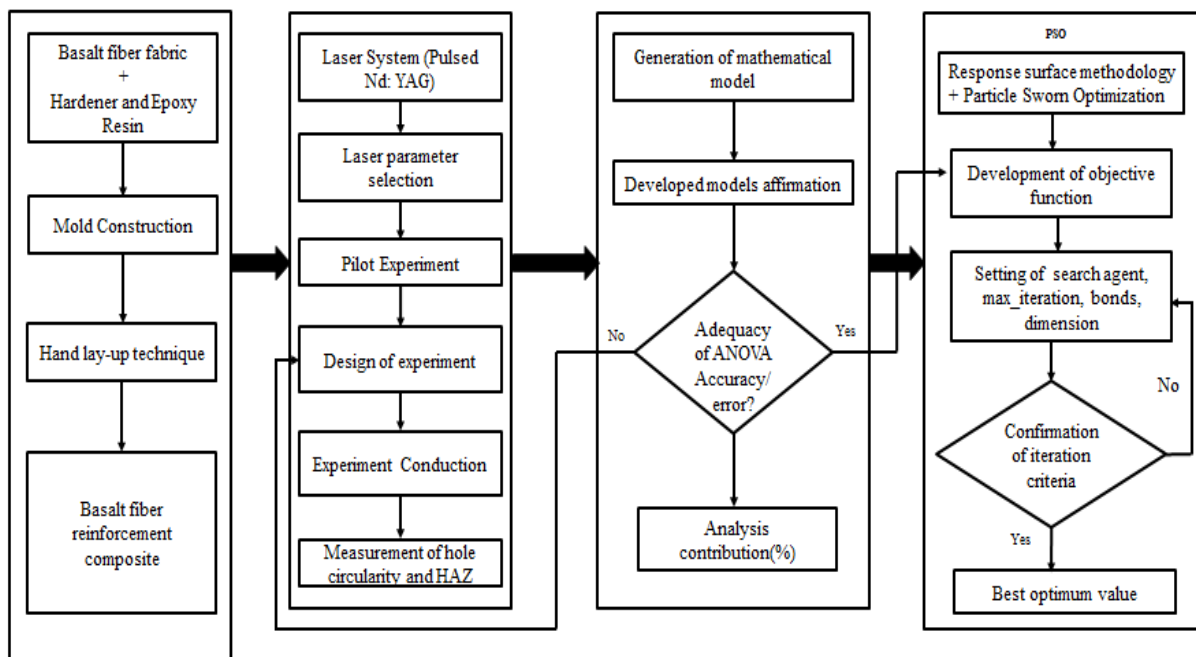 Basalt fiber fabric
+
Hardener and Epoxy
Resin
Mold Construction
Hand lay-up technique
Basalt fiber
reinforcement
composite
Laser System (Pulsed
Nd: YAG)
Laser parameter
selection
Pilot Experiment
Design of experiment
Experiment Conduction
Measurement of hole
circularity and HAZ
Generation of mathematical
model
Developed models affirmation
No
Adequacy
of ANOVA
Accuracy/
error?
Yes
Analysis
contribution(%)
PSO
Response surface methodology
+ Particle Sworn Optimization
Development of objective
function
Setting of search agent,
max_iteration, bonds,
dimension
No
Confirmation
of iteration
criteria
Yes
Best optimum value